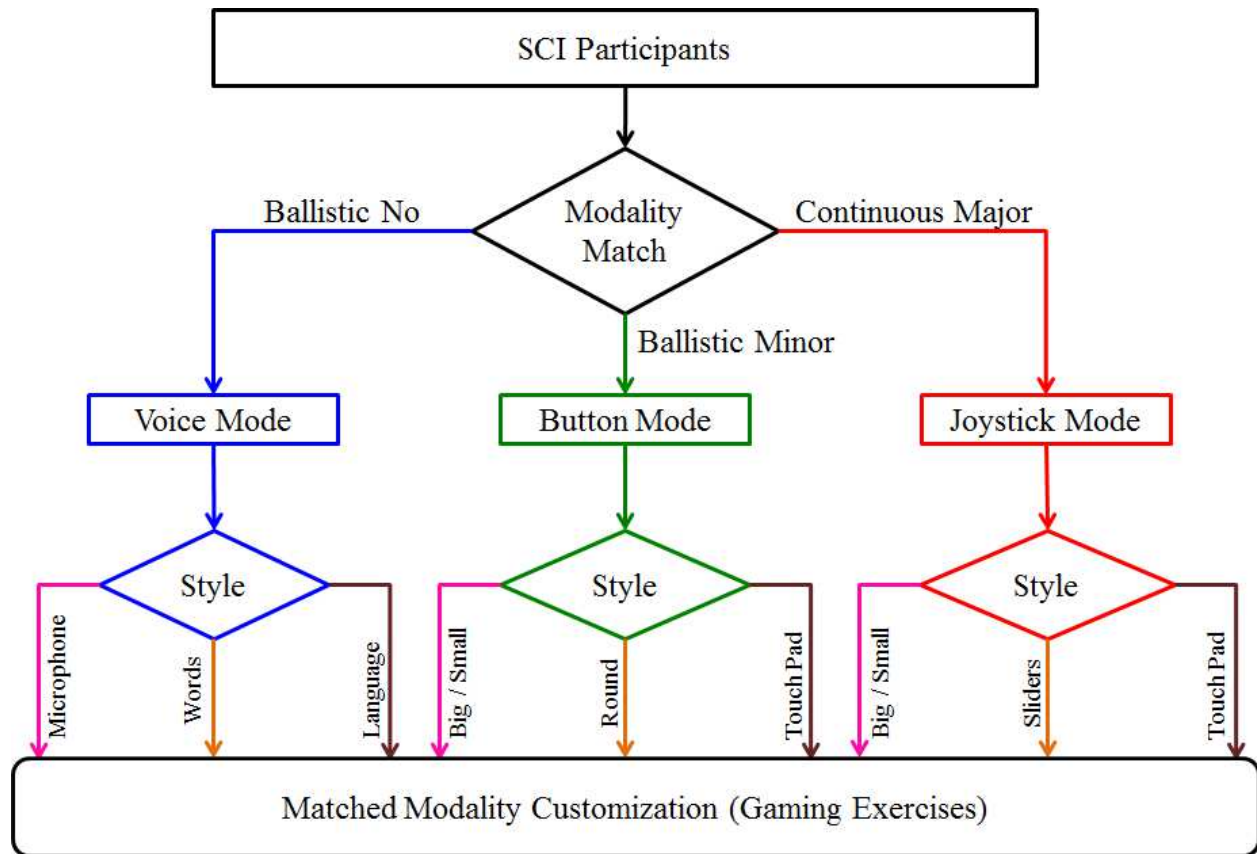 SCI Participants
Modality
Match
Ballistic No
Continuous Major
Ballistic Minor
Voice Mode
Button Mode
Joystick Mode
Style
Style
Style
Microphone
Words
Language
Big / Small
Round
Touch Pad
Big / Small
Sliders
Touch Pad
Matched Modality Customization (Gaming Exercises)